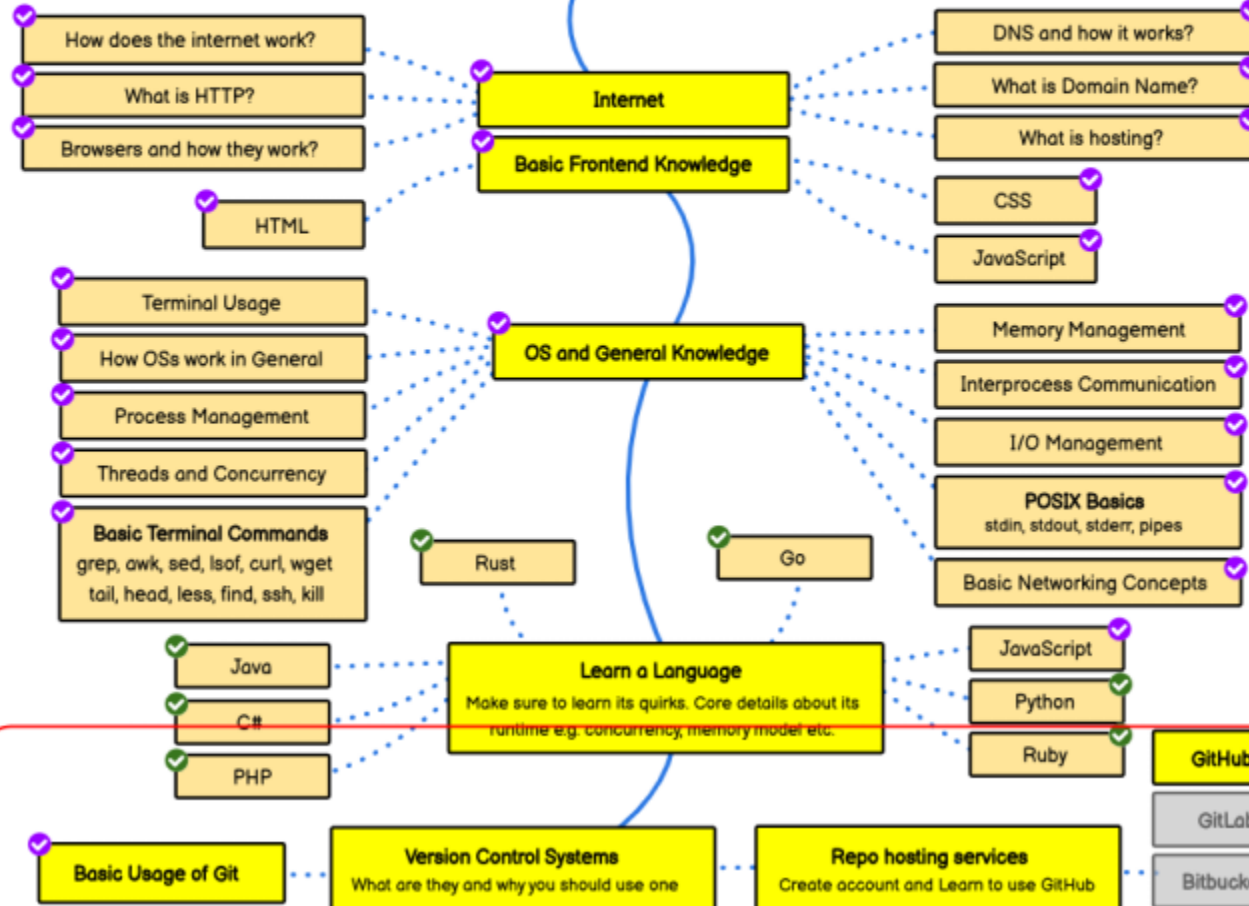 How does the internet work?
DNS and how it works?
What is HTTP?
Internet
What is Domain Name?
Browsers and how they work?
Basic Frontend Knowledge
What is hosting?
HTML
CSS
JavaScript
Terminal Usage
How OSs work in General
Process Management
Threads and Concurrency
Basic Terminal Commands
grep, awk, sed, lsof, curl, wget
tail, head, less, find, ssh, kill
OS and General Knowledge
Memory Management
Interprocess Communication
I/O Management
POSIX Basics
stdin, stdout, stderr, pipes
Basic Networking Concepts
Rust
Go
Java
C#
PHP
Learn a Language
Make sure to learn its quirks. Core details about its
runtime e.g. concurrency, memory model etc.
JavaScript
Python
Ruby
GitHub
GitLab
Bitbuck
Basic Usage of Git
Version Control Systems
What are they and why you should use one
Repo hosting services
Create account and Learn to use GitHub